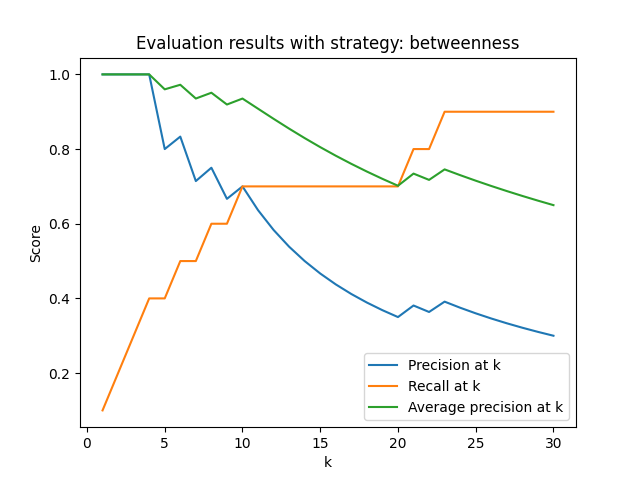 Evaluation results with strategy: betweenness
1.0
0.8
0.6
0.4
0.2
Score
0 5 10 15 20 25 30
k
Precision at k
Recall at k
Average precision at k